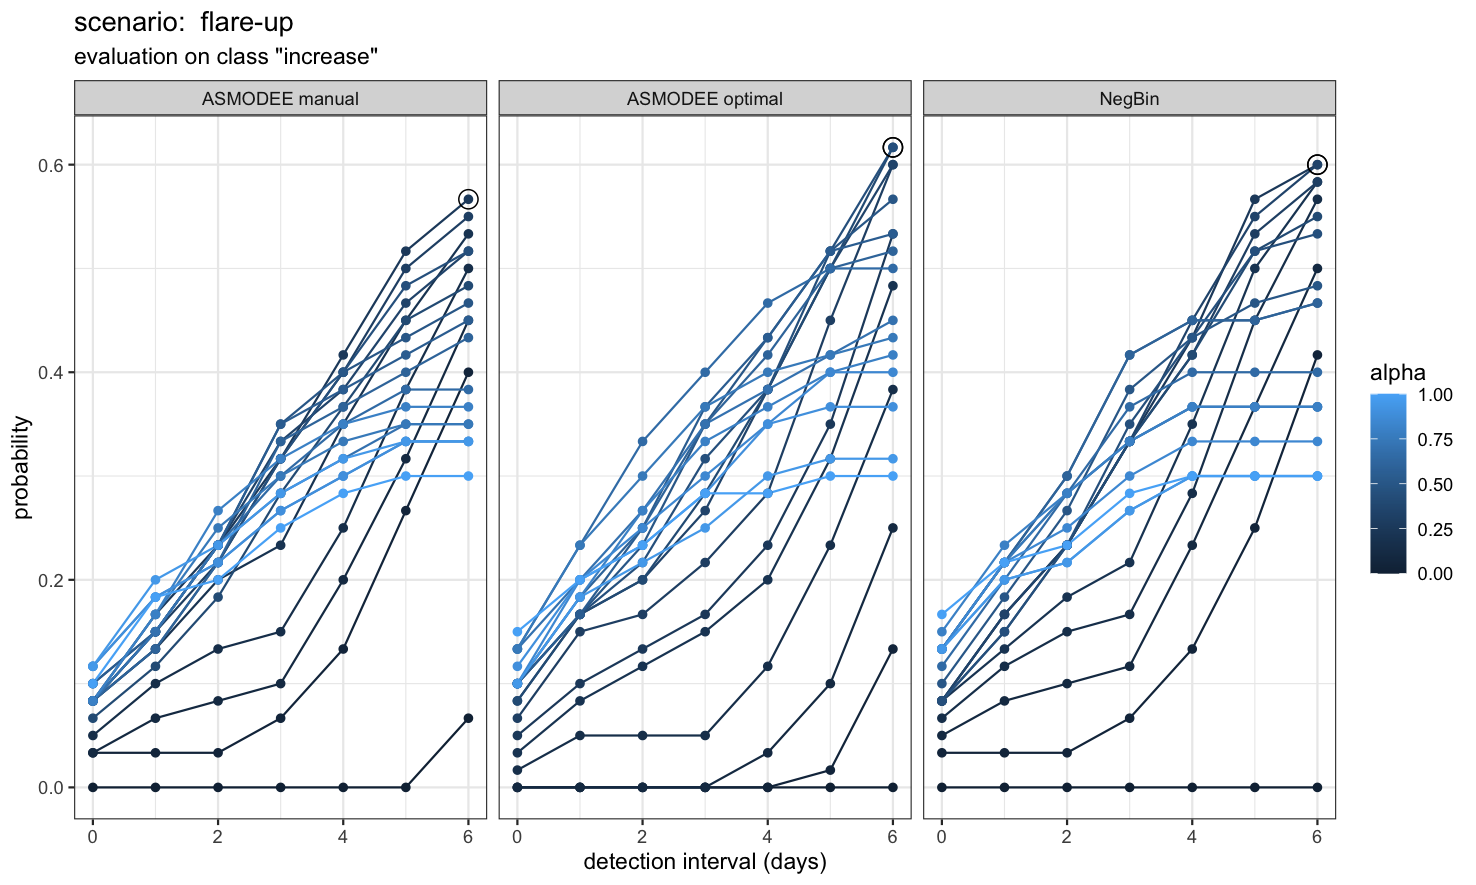 scenario:  flare-up
evaluation on class "increase"
ASMODEE manual
ASMODEE optimal
NegBin
0.6
0.4
0.2
0.0
probability
0 2 4 6
0 2 4 6
0 2 4 6
detection interval (days)
alpha
1.00
0.75
0.50
0.25
0.00